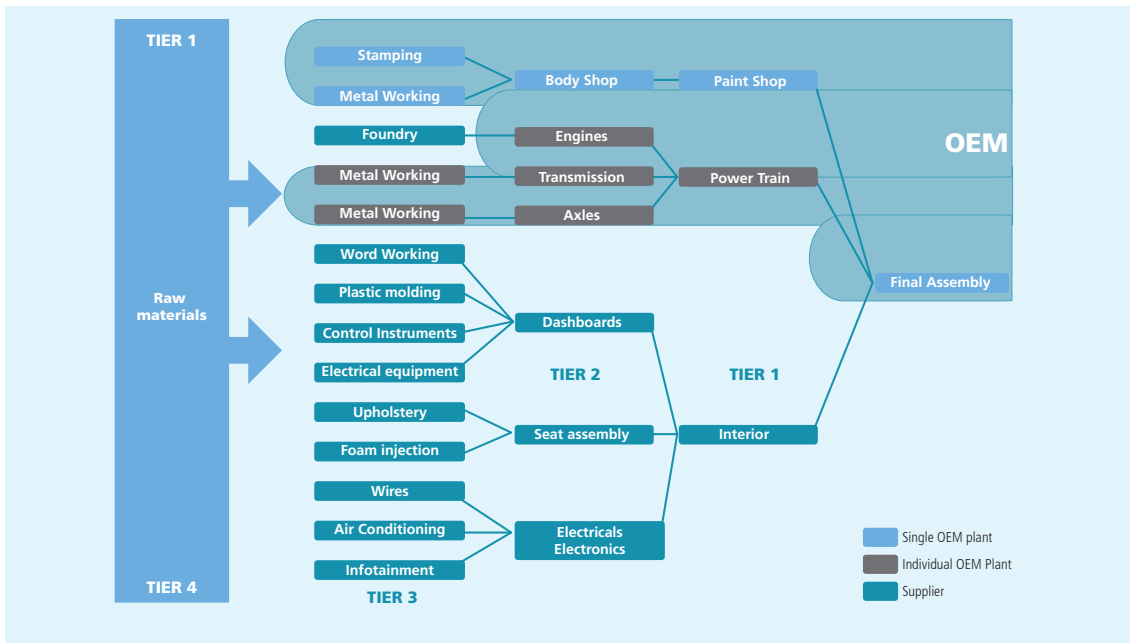 TIER 1
Stamping
Body Shop
Paint Shop
Metal Working
Foundry
Engines
OEM
Metal Working
Transmission
Power Train
Metal Working
Axles
Word Working
Final Assembly
Raw
materials
Plastic molding
Dashboards
Control Instruments
Electrical equipment
TIER 2
TIER 1
Upholstery
Seat assembly
Interior
Foam injection
Wires
Air Conditioning
Electricals
Electronics
Infotainment
TIER 4
TIER 3
Single OEM plant
Individual OEM Plant
Supplier